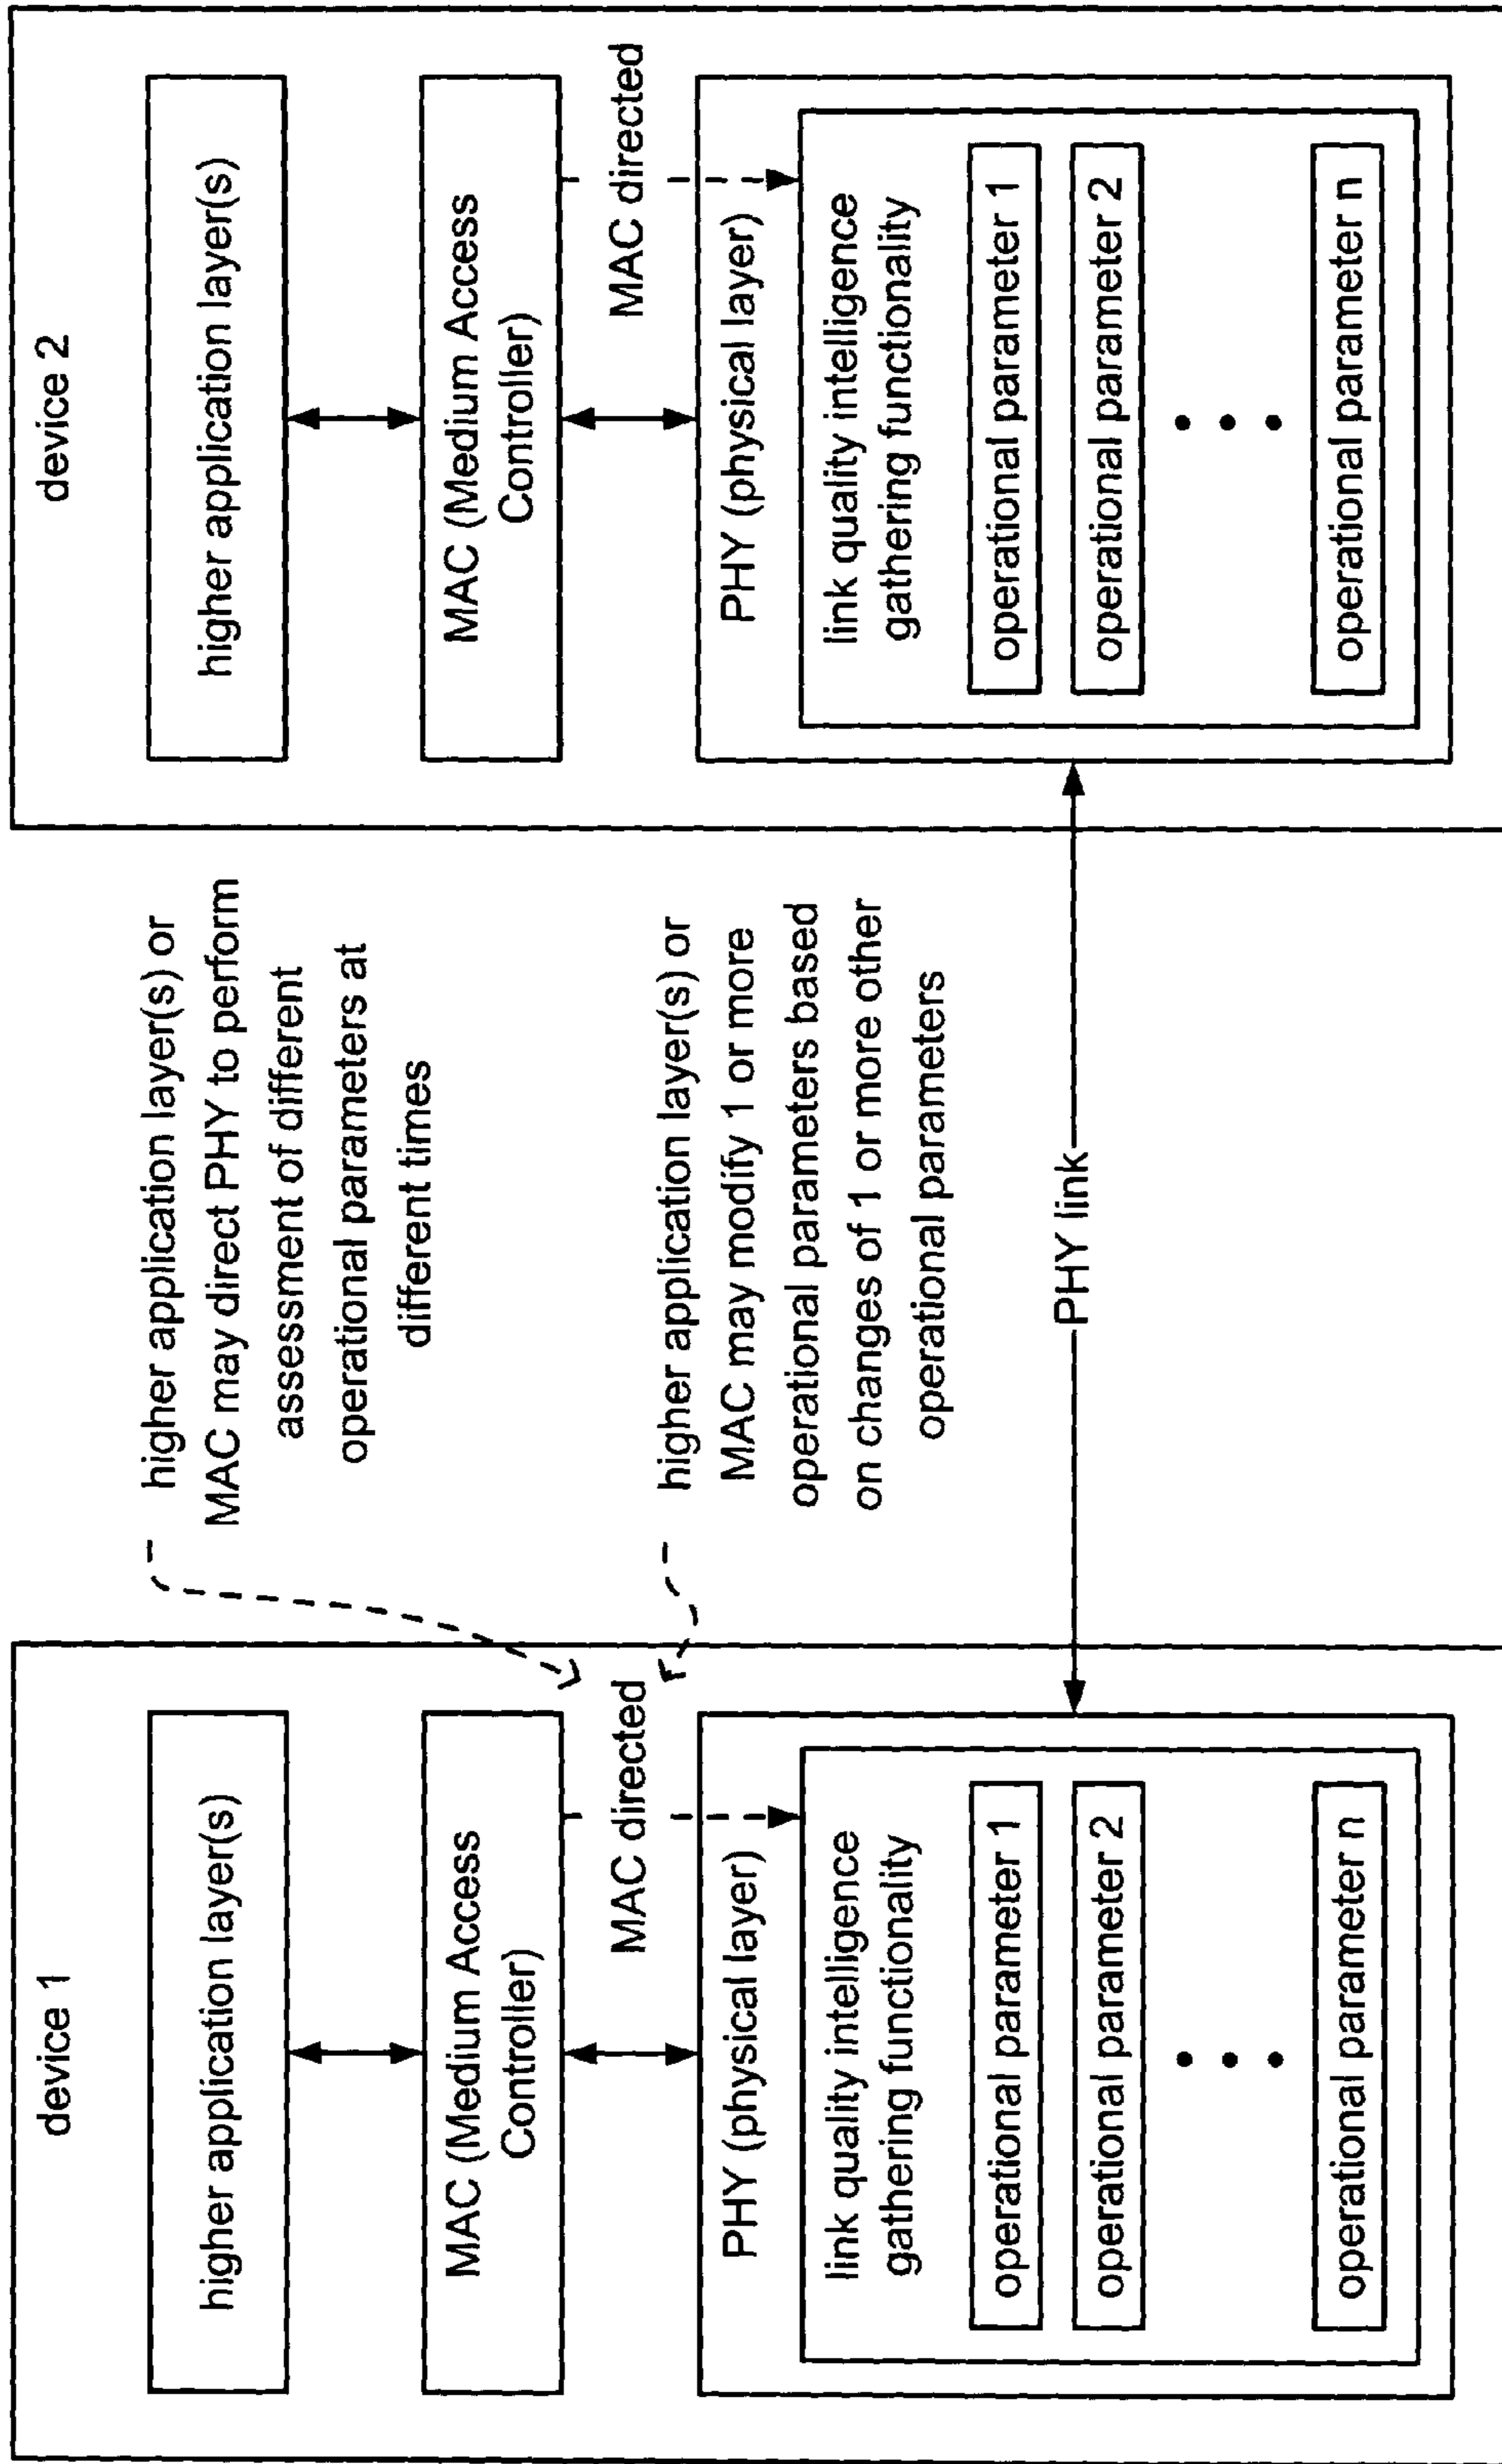 device 1
higher application layer(s)
MAC (Medium Access
Controller)
MAC directed
PHY (physical layer)
link quality intelligence
gathering functionality
operational parameter 1
operational parameter 2
operational parameter n
higher application layer(s) or
MAC may direct PHY to perform
assessment of different
operational parameters at
different times
higher application layer(s) or
MAC may modify 1 or more
operational parameters based
on changes of 1 or more other
operational parameters
PHY link
device 2
higher application layer(s)
MAC (Medium Access
Controller)
MAC directed
PHY (physical layer)
link quality intelligence
gathering functionality
operational parameter 1
operational parameter 2
operational parameter n